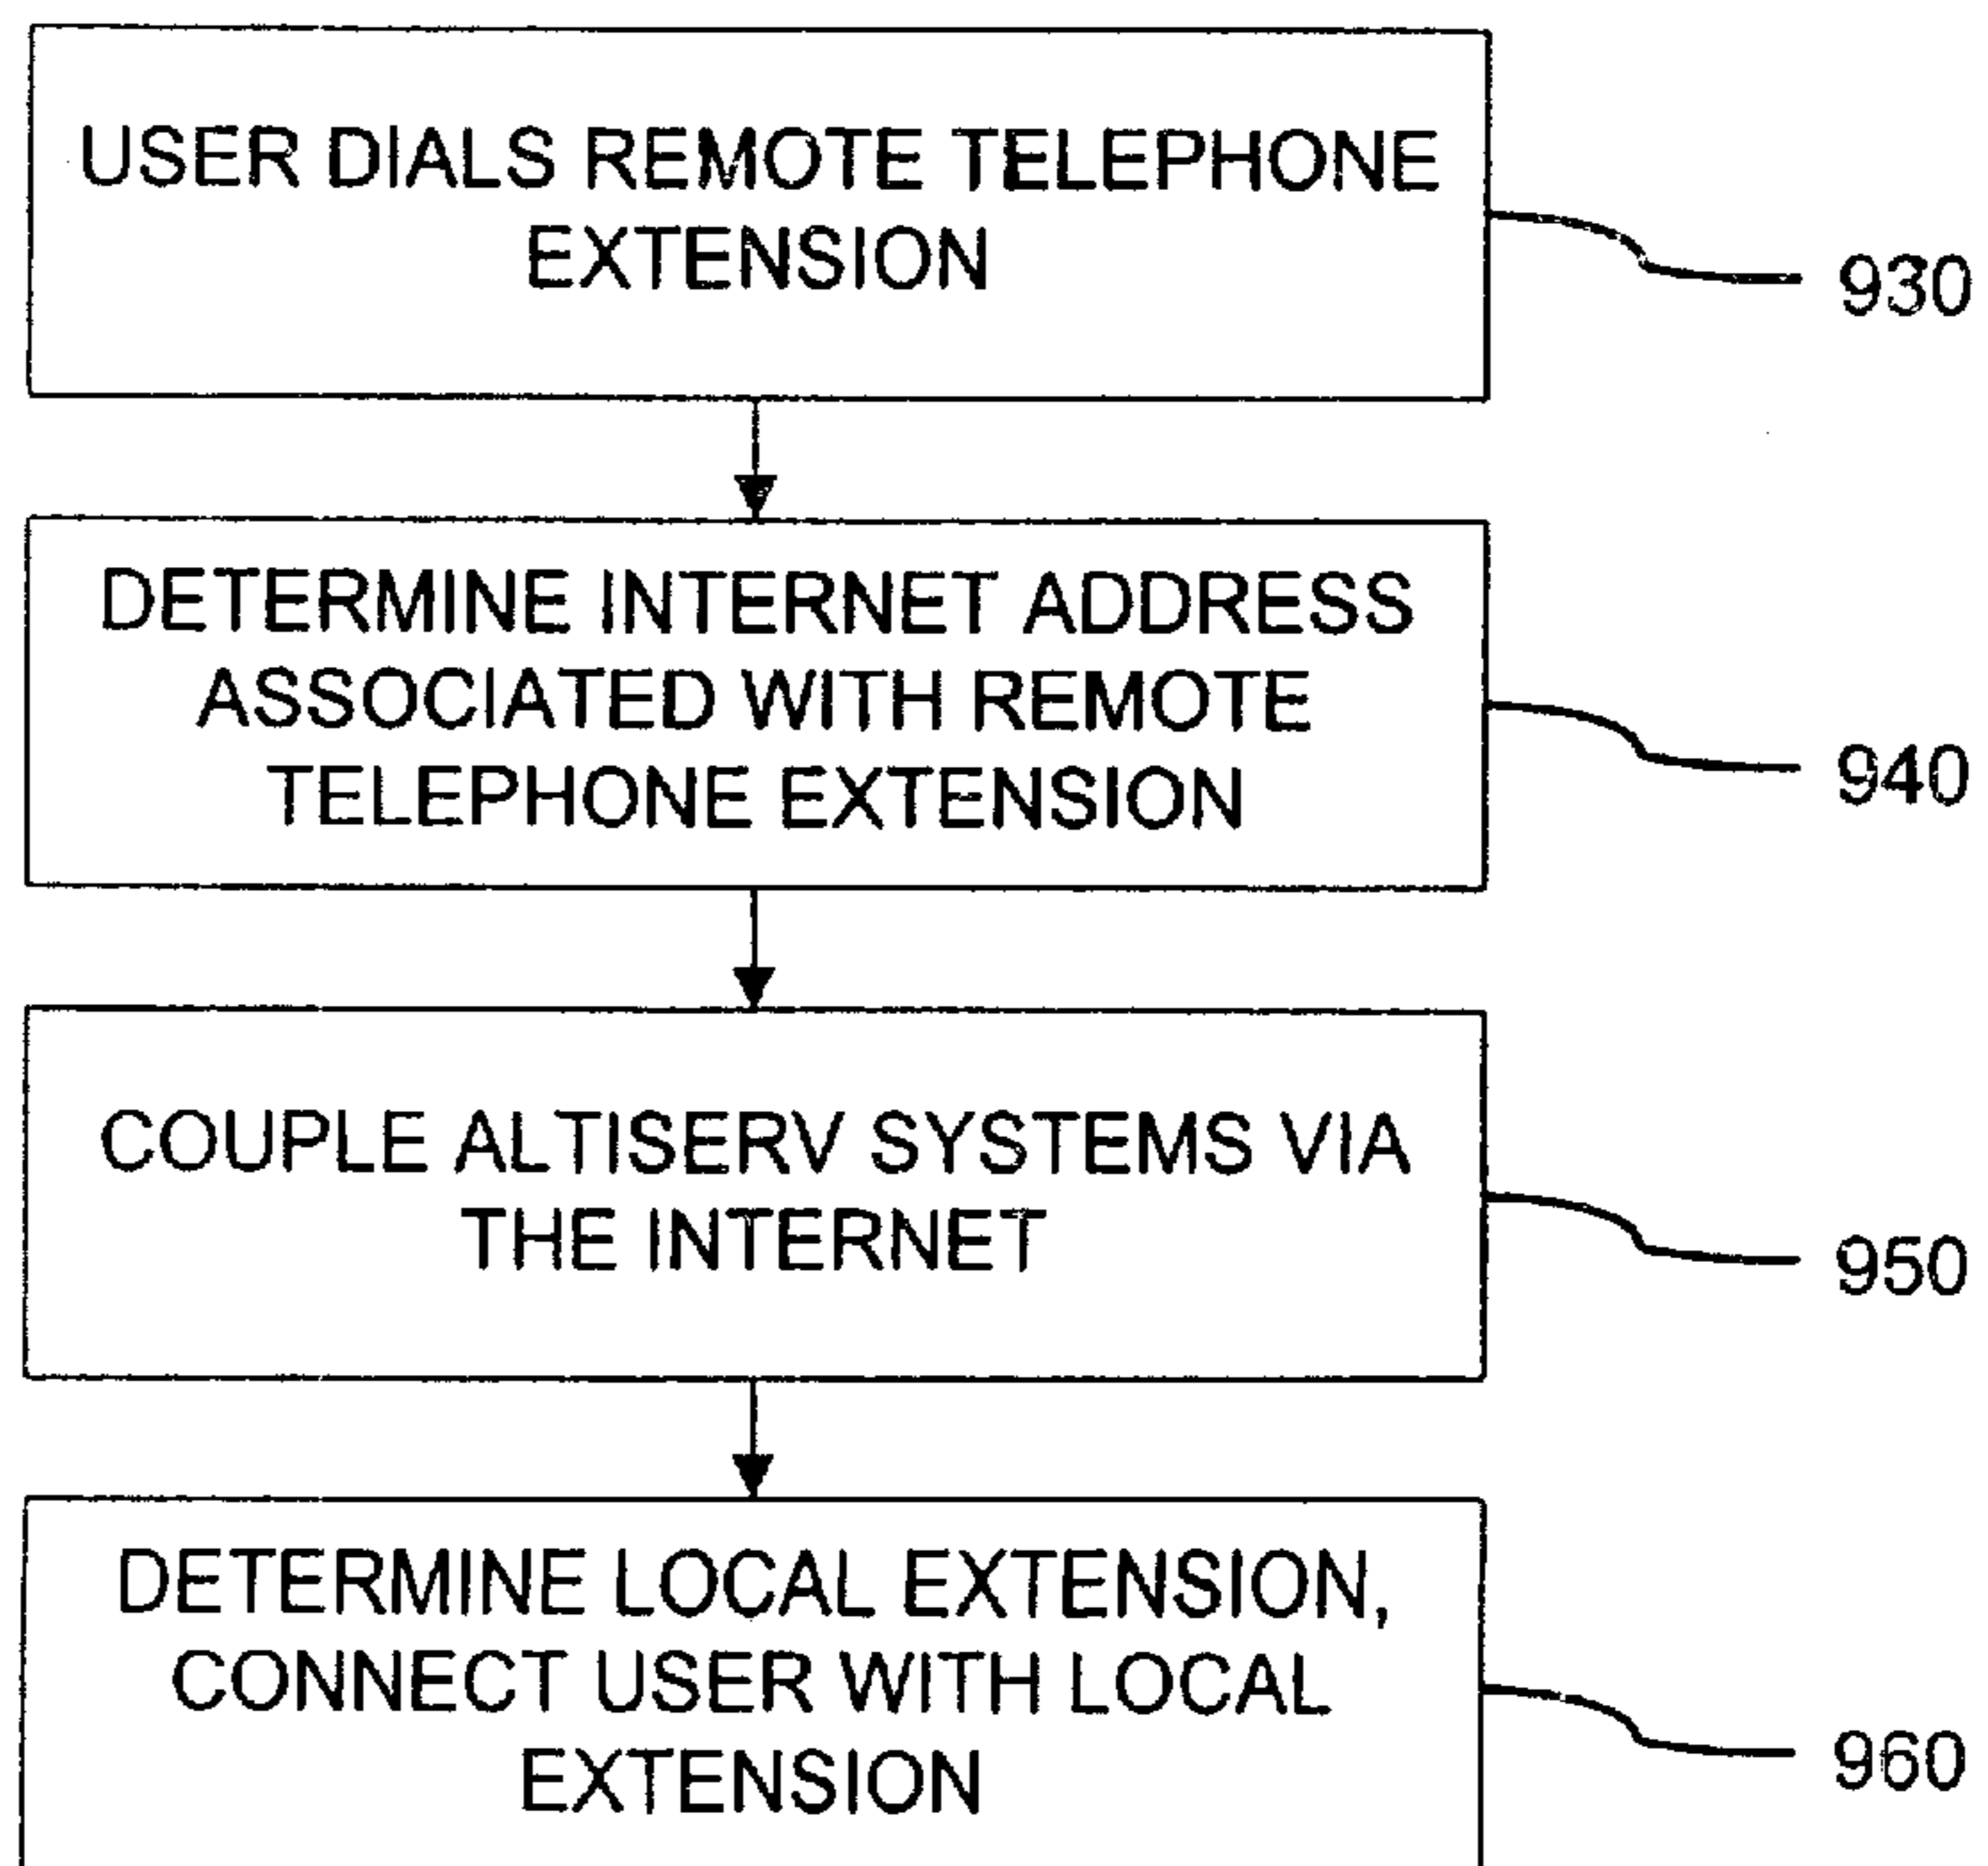 USER DIALS REMOTE TELEPHONE
EXTENSION
930
DETERMINE INTERNET ADDRESS
ASSOCIATED WITH REMOTE
TELEPHONE EXTENSION
940
COUPLE ALTISERV SYSTEMS VIA
THE INTERNET
950
DETERMINE LOCAL EXTENSION,
CONNECT USER WITH LOCAL
EXTENSION
960